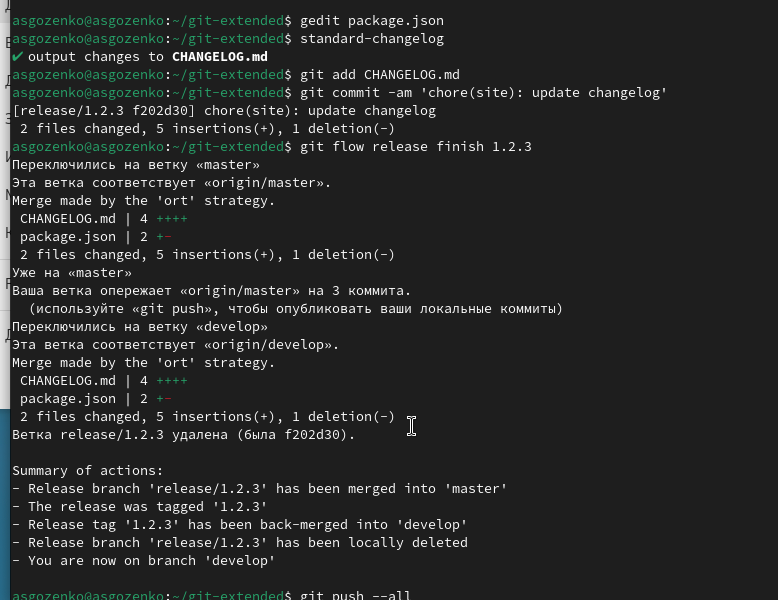 asgozenko@asgozenko:~/git-extended$ gedit package.json
asgozenko@asgozenko:~/git-extended$ standard-changelog
✔ output changes to CHANGELOG.md
asgozenko@asgozenko:~/git-extended$ git add CHANGELOG.md
asgozenko@asgozenko:~/git-extended$ git commit -am 'chore(site): update changelog'
[release/1.2.3 f202d30] chore(site): update changelog
 2 files changed, 5 insertions(+), 1 deletion(-)
asgozenko@asgozenko:~/git-extended$ git flow release finish 1.2.3
Переключились на ветку «master»
Эта ветка соответствует «origin/master».
Merge made by the 'ort' strategy.
 CHANGELOG.md | 4 ++++
 package.json | 2 +-
 2 files changed, 5 insertions(+), 1 deletion(-)
Уже на «master»
Ваша ветка опережает «origin/master» на 3 коммита.
  (используйте «git push», чтобы опубликовать ваши локальные коммиты)
Переключились на ветку «develop»
Эта ветка соответствует «origin/develop».
Merge made by the 'ort' strategy.
 CHANGELOG.md | 4 ++++
 package.json | 2 +-
 2 files changed, 5 insertions(+), 1 deletion(-)
Ветка release/1.2.3 удалена (была f202d30).

Summary of actions:
- Release branch 'release/1.2.3' has been merged into 'master'
- The release was tagged '1.2.3'
- Release tag '1.2.3' has been back-merged into 'develop'
- Release branch 'release/1.2.3' has been locally deleted
- You are now on branch 'develop'

asgozenko@asgozenko:~/git-extended$ git push --all